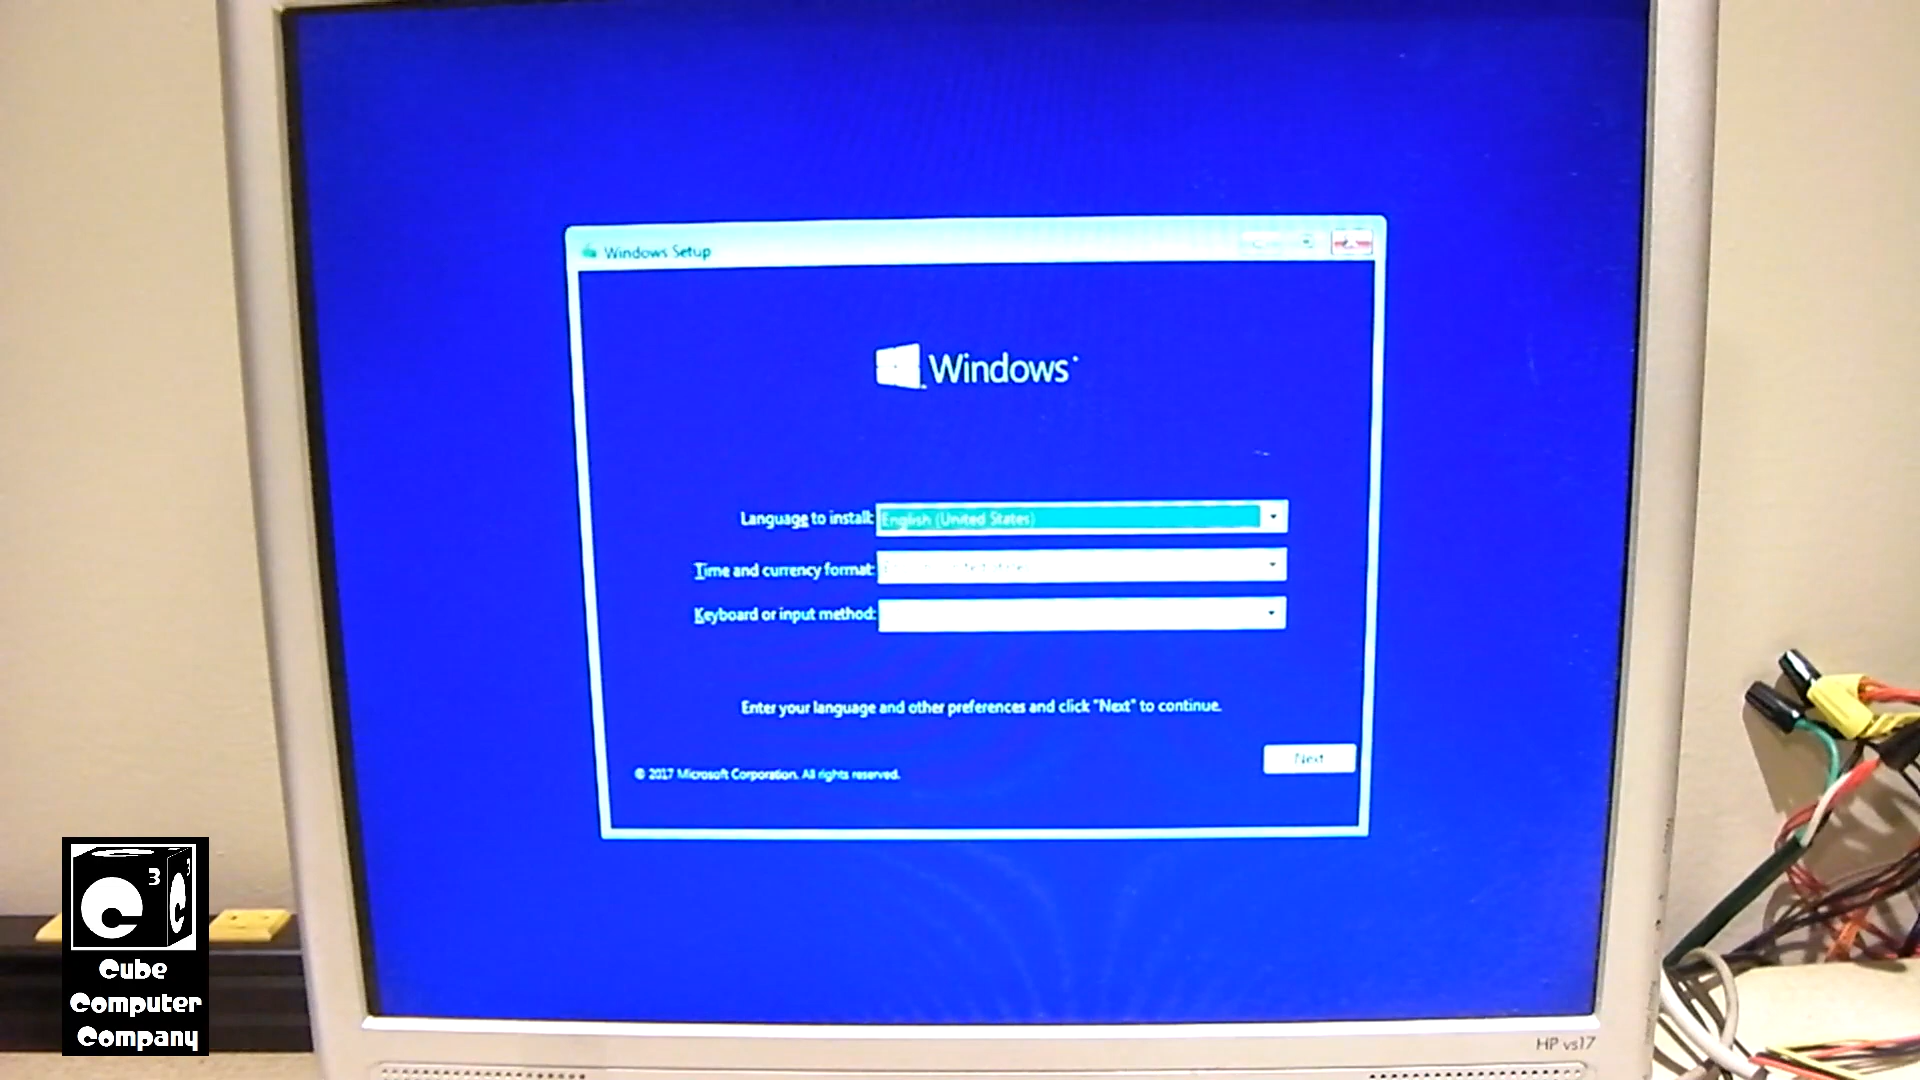 Windows Setup
Windows
Language to install: English (United States)
Time and currency format:
Keyboard or input method:
Enter your language and other preferences and click "Next" to continue.
Next
© 2017 Microsoft Corporation. All rights reserved.
HP vs17
C3
C3
Cube
Computer
Company